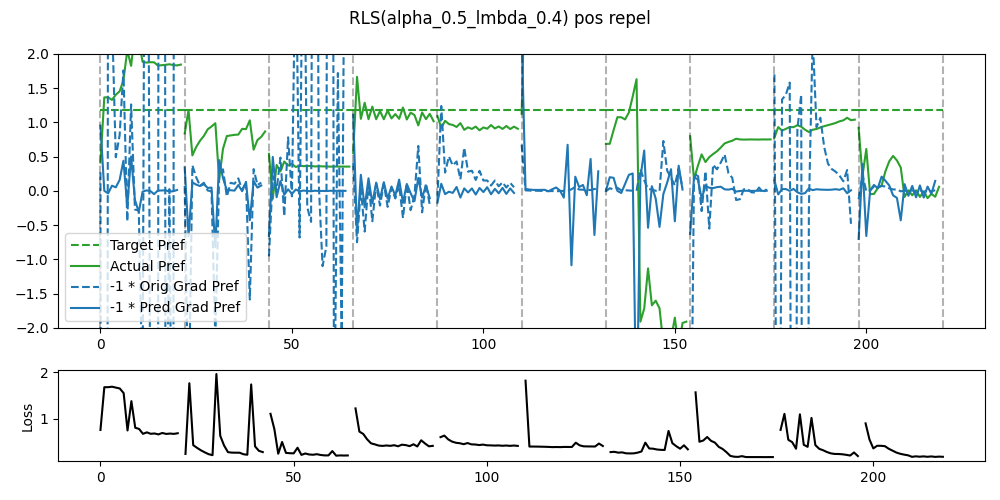 RLS(alpha_0.5_lmbda_0.4) pos repel
2.0
1.5
1.0
0.5
0.0
−0.5
−1.0
−1.5
−2.0
Target Pref
Actual Pref
-1 * Orig Grad Pref
-1 * Pred Grad Pref
0 50 100 150 200
Loss
2
1
0 50 100 150 200